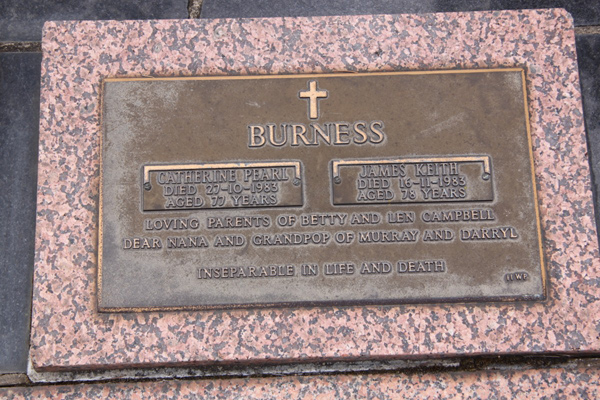 BURNESS
CATHERINE PEARL
DIED 27-10-1983
AGED 77 YEARS
JAMES KEITH
DIED 16-11-1983
AGED 78 YEARS
LOVING PARENTS OF BETTY AND LEN CAMPBELL
DEAR NANA AND GRANDPOP OF MURRAY AND DARRYL
INSEPARABLE IN LIFE AND DEATH